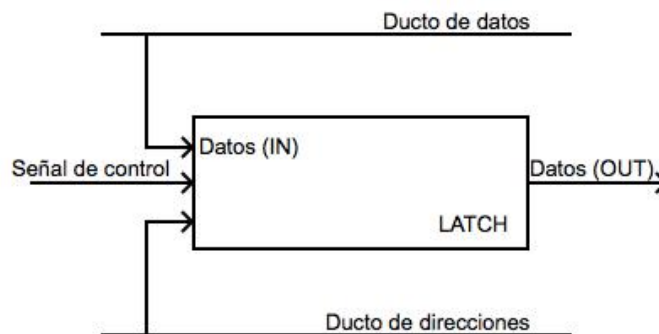 Ducto de datos
Datos (IN)
Señal de control
Datos (OUT)
LATCH
Ducto de direcciones